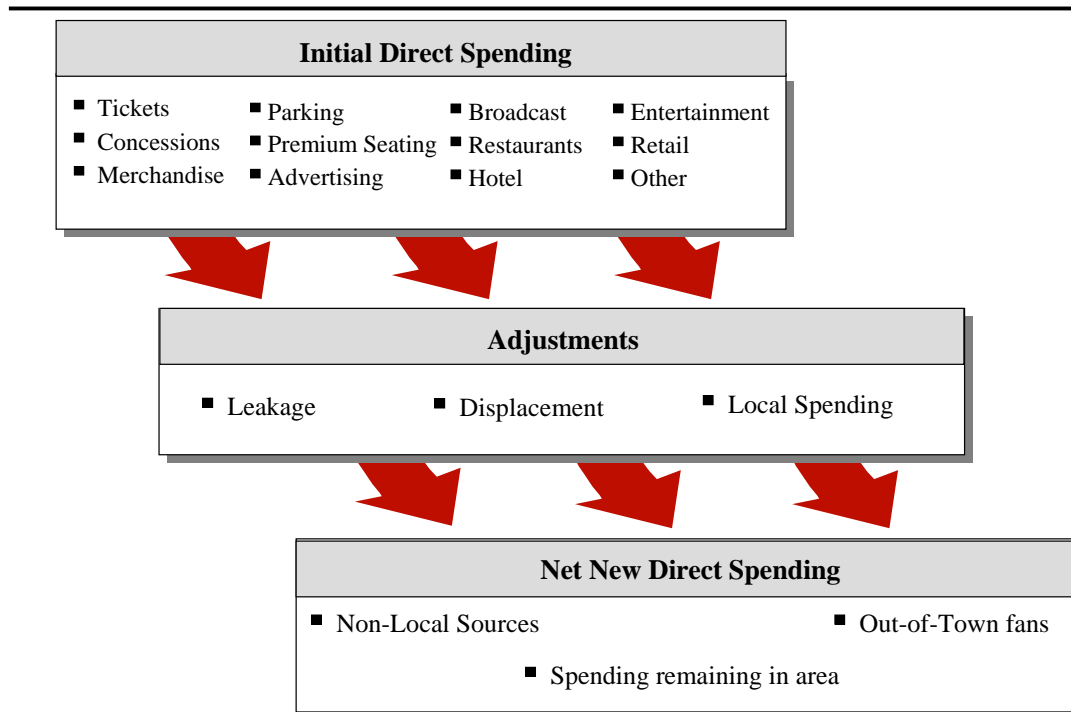 Initial Direct Spending
▪ Tickets ▪ Parking ▪ Broadcast ▪ Entertainment
▪ Concessions ▪ Premium Seating ▪ Restaurants ▪ Retail
▪ Merchandise ▪ Advertising ▪ Hotel ▪ Other
Adjustments
▪ Leakage ▪ Displacement ▪ Local Spending
Net New Direct Spending
▪ Non-Local Sources ▪ Out-of-Town fans
▪ Spending remaining in area